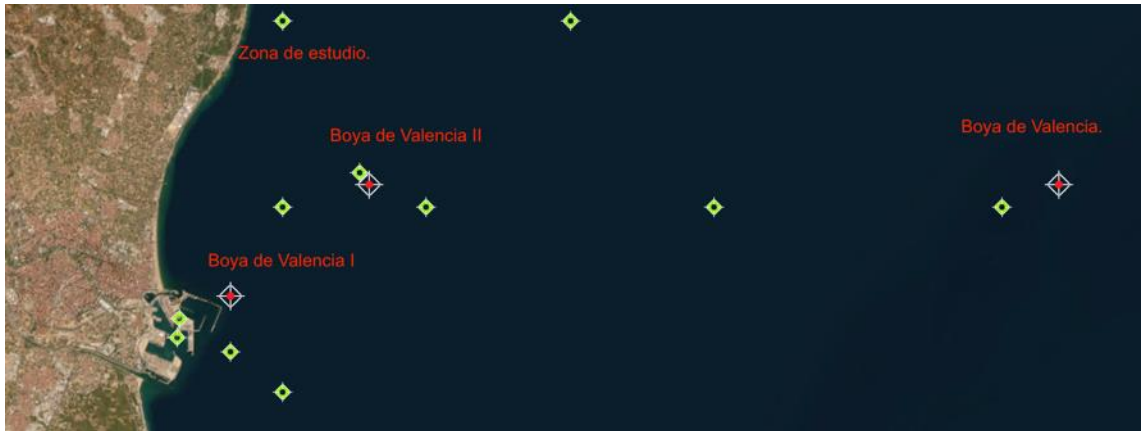 Zona de estudio.
Boya de Valencia.
Boya de Valencia II
Boya de Valencia I